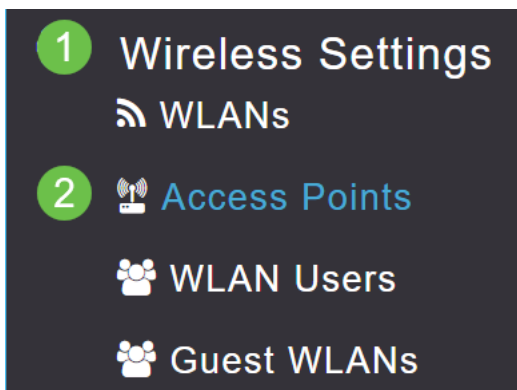 1 Wireless Settings
WLANs
2 Access Points
WLAN Users
Guest WLANs